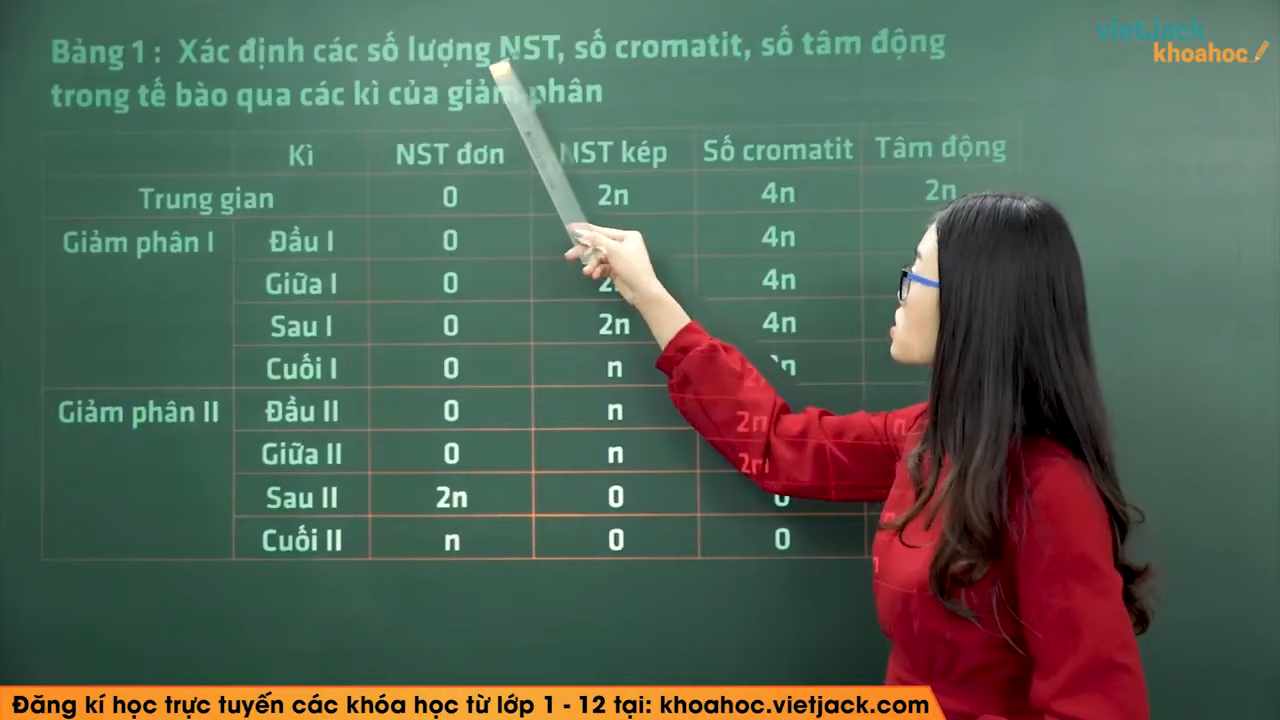 vietJack
khoahoc
Bảng 1 : Xác định các số lượng NST, số cromatit, số tâm động
trong tế bào qua các kì của giảm phân
Kì NST đơn NST kép Số cromatit Tâm động
Trung gian 0 2n 4n 2n
Giảm phân I Đầu I 0 4n
Giữa I 0 4n
Sau I 0 2n 4n
Cuối I 0 n
Giảm phân II Đầu II 0 n 2n
Giữa II 0 n 2n
Sau II 2n 0 0
Cuối II n 0 0
Đăng kí học trực tuyến các khóa học từ lớp 1 - 12 tại: khoahoc.vietjack.com